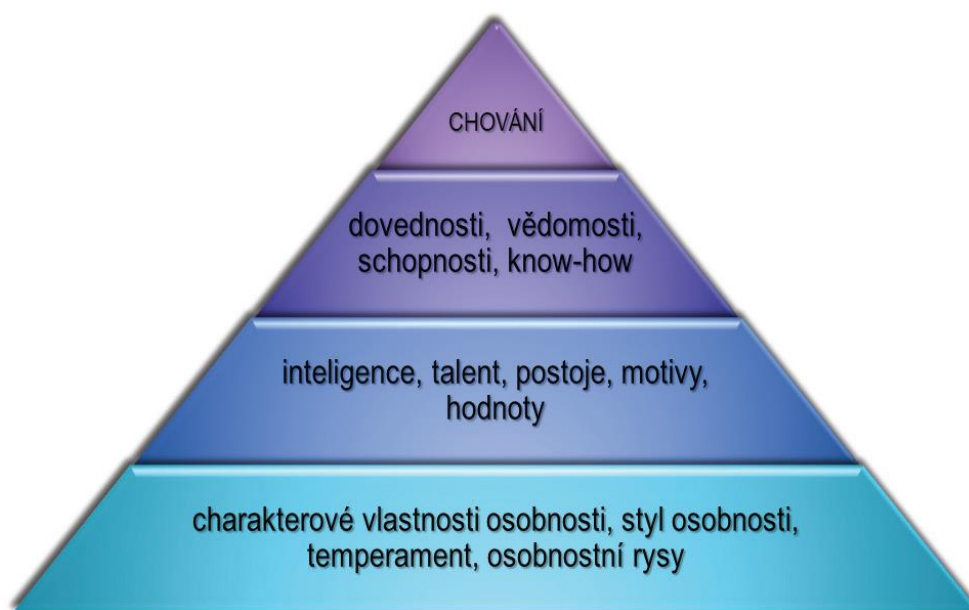 CHOVÁNÍ
dovednosti, vědomosti,
schopnosti, know-how
inteligence, talent, postoje, motivy,
hodnoty
charakterové vlastnosti osobnosti, styl osobnosti,
temperament, osobnostní rysy